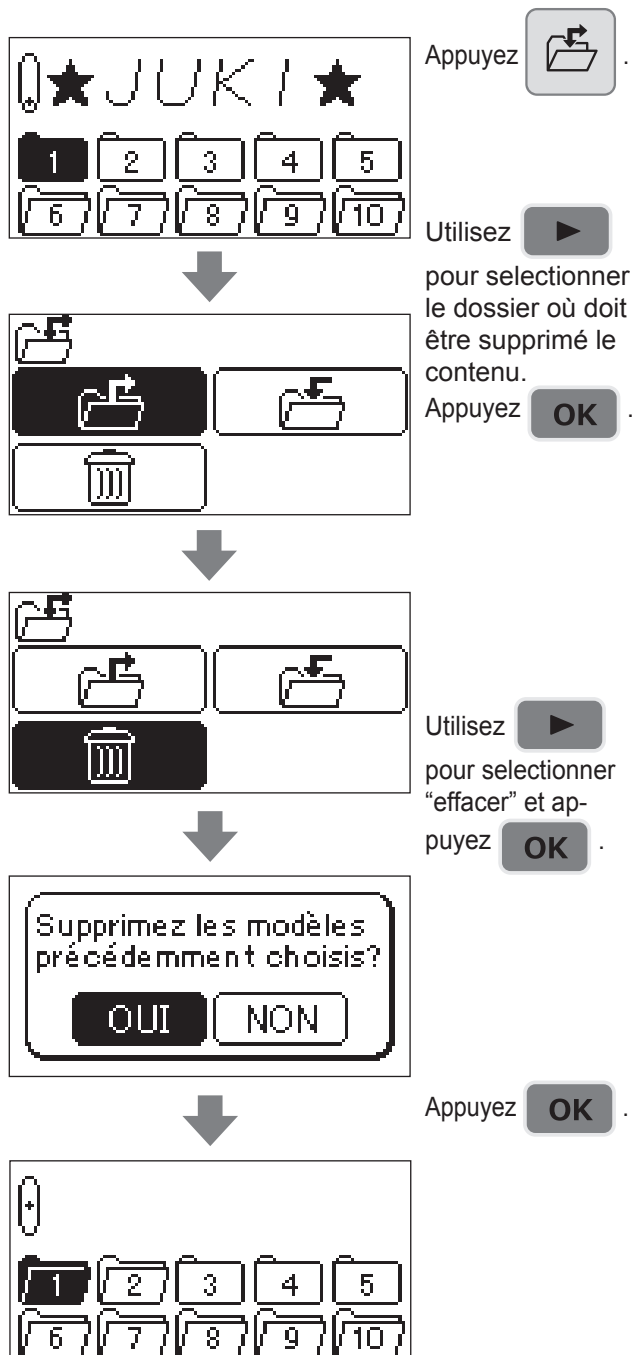 Appuyez .
★JUKI★
1 2 3 4 5
6 7 8 9 10
Utilisez
pour selectionner
le dossier où doit
être supprimé le
contenu.
Appuyez OK .
Utilisez
pour selectionner
“effacer” et ap-
puyez OK .
Supprimez les modèles
précédemment choisis?
OUI NON
Appuyez OK .
1 2 3 4 5
6 7 8 9 10